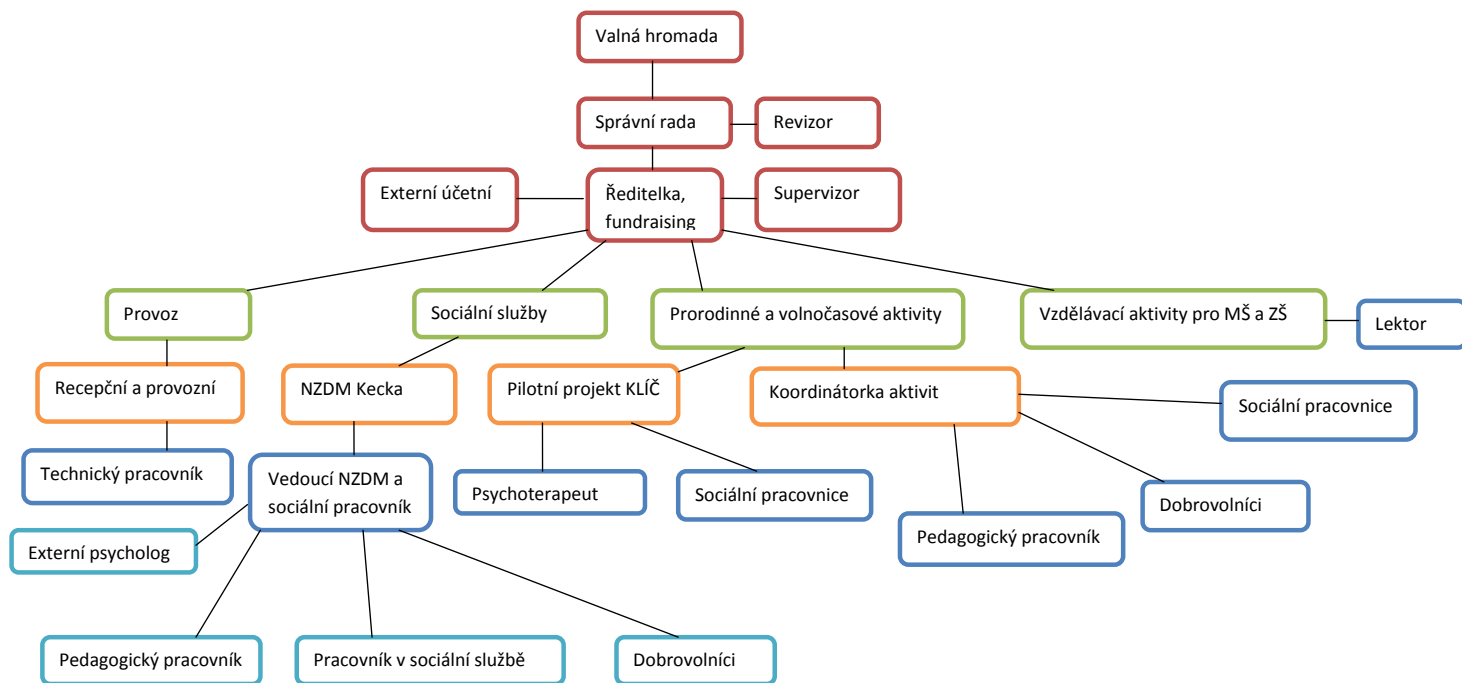 Valná hromada
Správní rada
Revizor
Externí účetní
Ředitelka,
fundraising
Supervizor
Provoz
Sociální služby
Prorodinné a volnočasové aktivity
Vzdělávací aktivity pro MŠ a ZŠ
Lektor
Recepční a provozní
NZDM Kecka
Pilotní projekt KLÍČ
Koordinátorka aktivit
Sociální pracovnice
Technický pracovník
Vedoucí NZDM a
sociální pracovník
Psychoterapeut
Sociální pracovnice
Dobrovolníci
Externí psycholog
Pedagogický pracovník
Pedagogický pracovník
Pracovník v sociální službě
Dobrovolníci